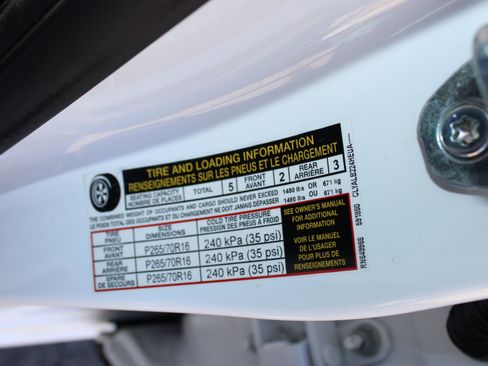 TIRE AND LOADING INFORMATION
RENSEIGNEMENTS SUR LES PNEUS ET LE CHARGEMENT
SEATING CAPACITY
NOMBRE DE PLACES
TOTAL 5 FRONT AVANT 2 REAR ARRIÈRE 3
THE COMBINED WEIGHT OF OCCUPANTS AND CARGO SHOULD NEVER EXCEED 1480 lbs OR 671 kg
LE POIDS TOTAL DES OCCUPANTS ET DU CHARGEMENT NE DOIT JAMAIS DÉPASSER 1480 lbs OU 671 kg
TIRE PNEU SIZE DIMENSIONS COLD TIRE PRESSURE PRESSION DES PNEUS À FROID
FRONT AVANT P265/70R16 240 kPa (35 psi)
REAR ARRIÈRE P265/70R16 240 kPa (35 psi)
SPARE DE SECOURS P265/70R16 240 kPa (35 psi)
SEE OWNER'S MANUAL
FOR ADDITIONAL
INFORMATION
VOIR LE MANUEL
DE L'USAGER
POUR PLUS DE
RENSEIGNEMENTS